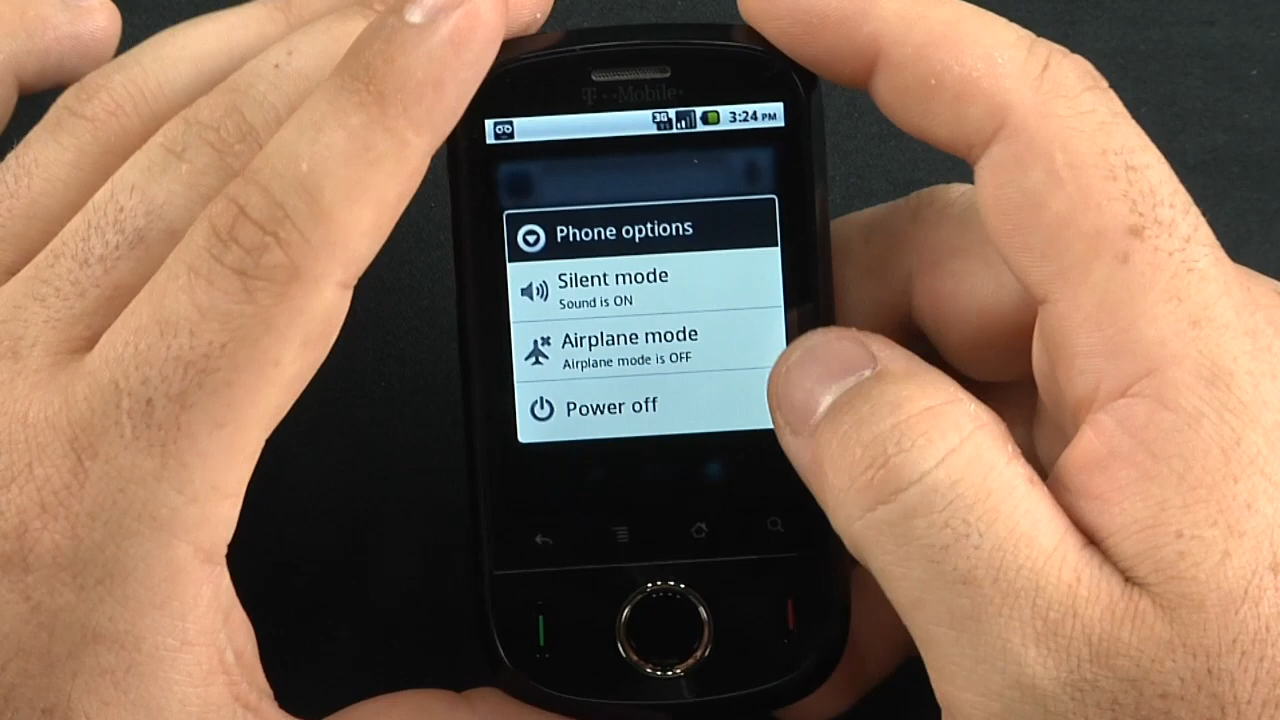 T··Mobile·
3G
3:24 PM
Phone options
Silent mode
Sound is ON
Airplane mode
Airplane mode is OFF
Power off